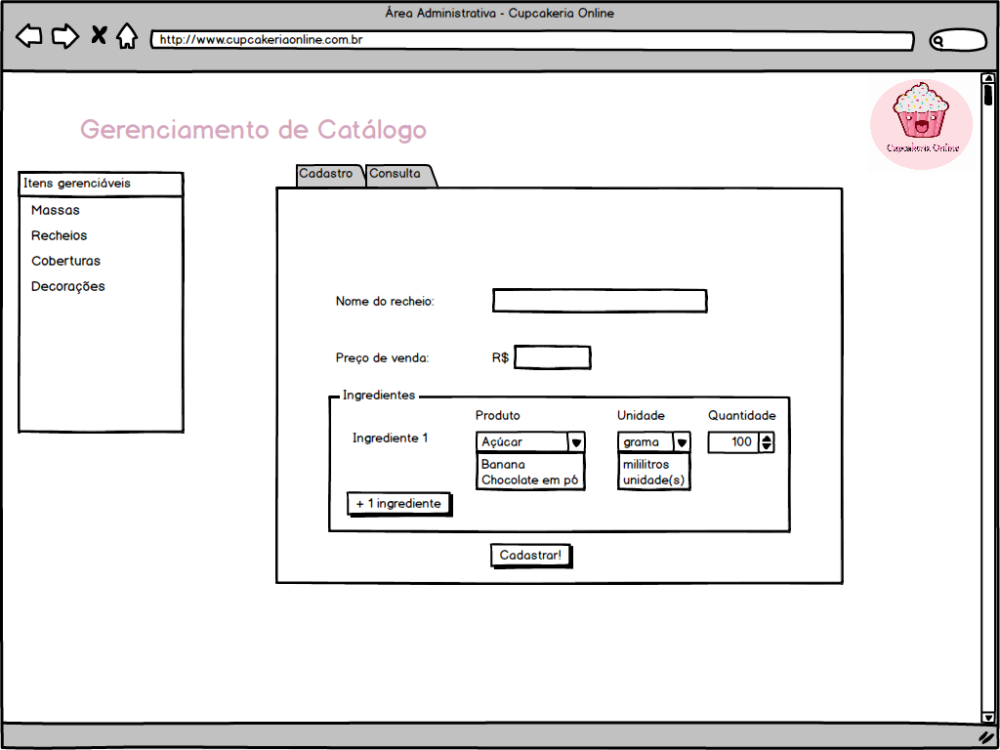 Área Administrativa - Cupcakeria Online
http://www.cupcakeriaonline.com.br
Cupcakeria Online
Gerenciamento de Catálogo
Itens gerenciáveis
Massas
Recheios
Coberturas
Decorações
Cadastro Consulta
Nome do recheio:
Preço de venda: R$
Ingredientes
Produto Unidade Quantidade
Ingrediente 1 Açúcar grama 100
Banana mililitros
Chocolate em pó unidade(s)
+ 1 ingrediente
Cadastrar!